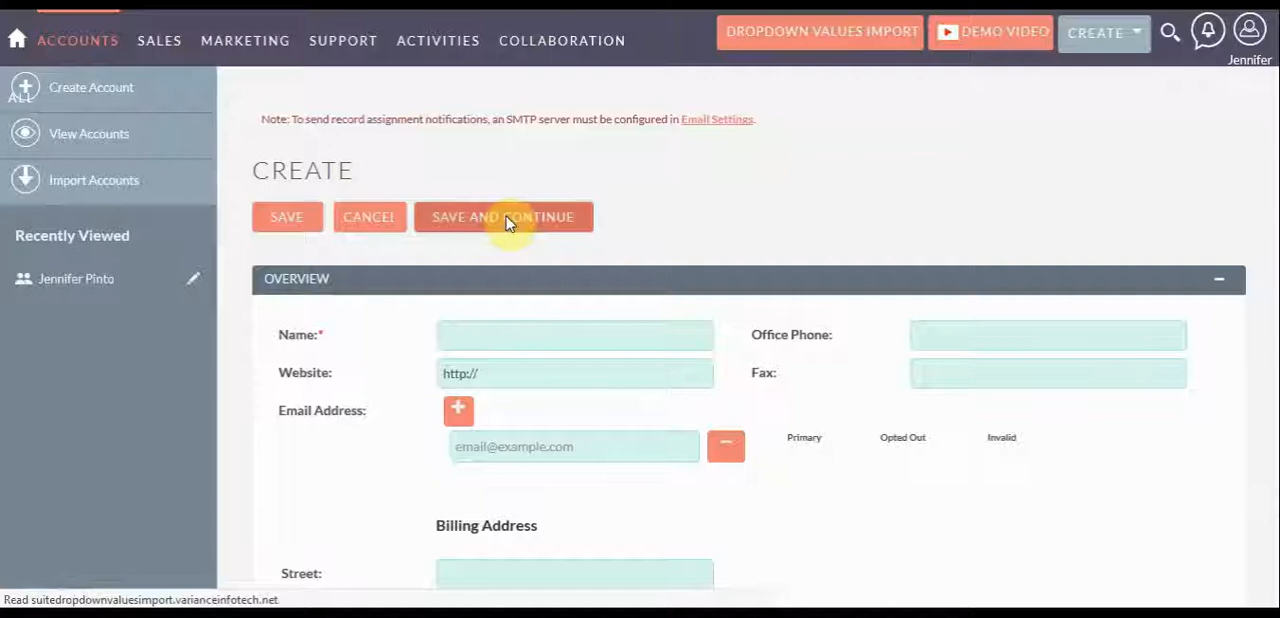 ACCOUNTS SALES MARKETING SUPPORT ACTIVITIES COLLABORATION DROPDOWN VALUES IMPORT DEMO VIDEO CREATE
Jennifer
Create Account
ALL
View Accounts
Import Accounts
Recently Viewed
Jennifer Pinto
Note: To send record assignment notifications, an SMTP server must be configured in Email Settings.
CREATE
SAVE CANCEL SAVE AND CONTINUE
OVERVIEW
Name:* Office Phone:
Website: http:// Fax:
Email Address:
email@example.com Primary Opted Out Invalid
Billing Address
Street:
Read suitedropdownvaluesimport.varianceinfotech.net